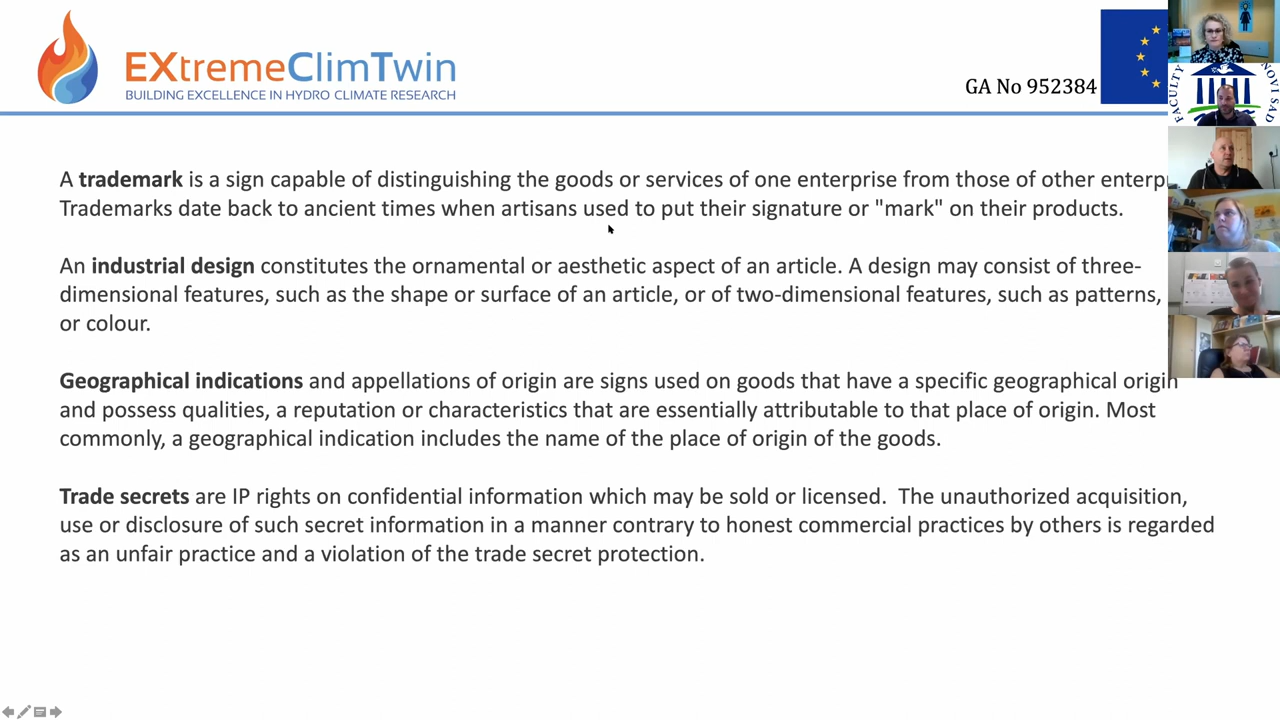 EXtremeClimTwin
BUILDING EXCELLENCE IN HYDRO CLIMATE RESEARCH
GA No 952384
FACULTY
NOVI SAD
A trademark is a sign capable of distinguishing the goods or services of one enterprise from those of other enterp
Trademarks date back to ancient times when artisans used to put their signature or "mark" on their products.
An industrial design constitutes the ornamental or aesthetic aspect of an article. A design may consist of three-
dimensional features, such as the shape or surface of an article, or of two-dimensional features, such as patterns,
or colour.
Geographical indications and appellations of origin are signs used on goods that have a specific geographical origin
and possess qualities, a reputation or characteristics that are essentially attributable to that place of origin. Most
commonly, a geographical indication includes the name of the place of origin of the goods.
Trade secrets are IP rights on confidential information which may be sold or licensed. The unauthorized acquisition,
use or disclosure of such secret information in a manner contrary to honest commercial practices by others is regarded
as an unfair practice and a violation of the trade secret protection.